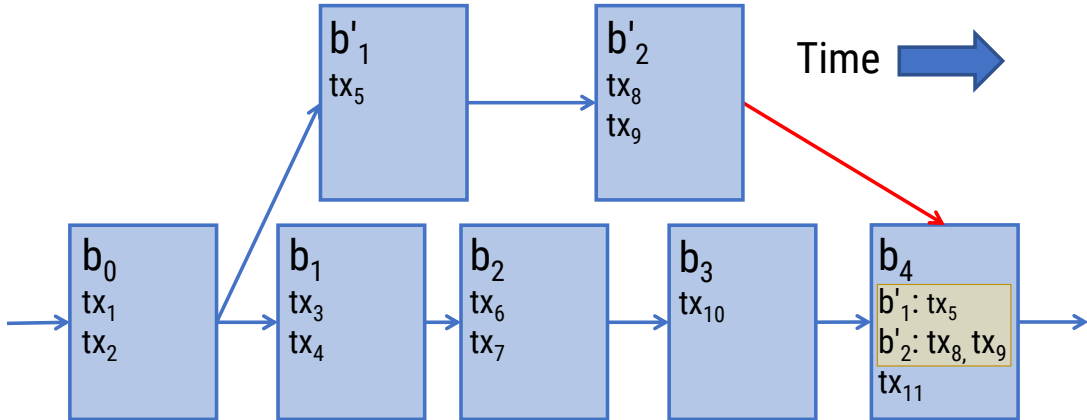 b'₁
tx₅
b'₂
tx₈
tx₉
Time
b₀
tx₁
tx₂
b₁
tx₃
tx₄
b₂
tx₆
tx₇
b₃
tx₁₀
b₄
b'₁: tx₅
b'₂: tx₈, tx₉
tx₁₁